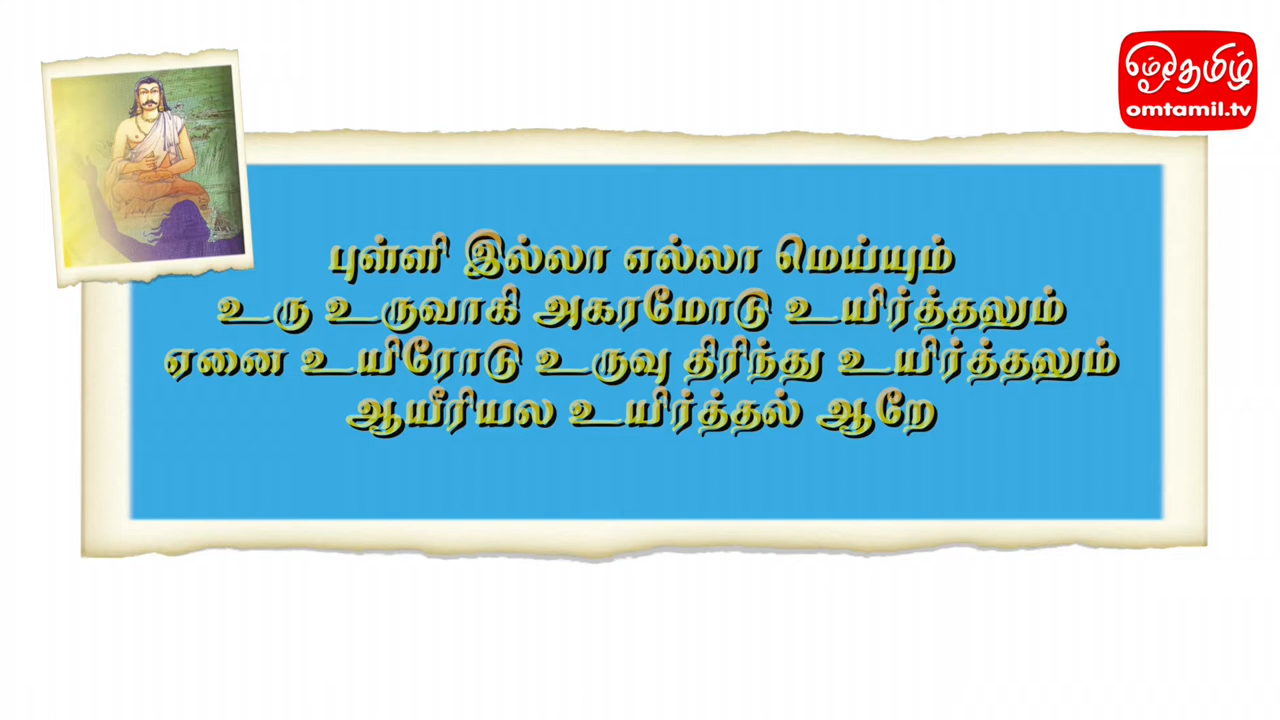 ஓம்தமிழ்
omtamil.tv
புள்ளி இல்லா எல்லா மெய்யும்
உரு உருவாகி அகரமோடு உயிர்த்தலும்
ஏனை உயிரோடு உருவு திரிந்து உயிர்த்தலும்
ஆயீரியல உயிர்த்தல் ஆறே